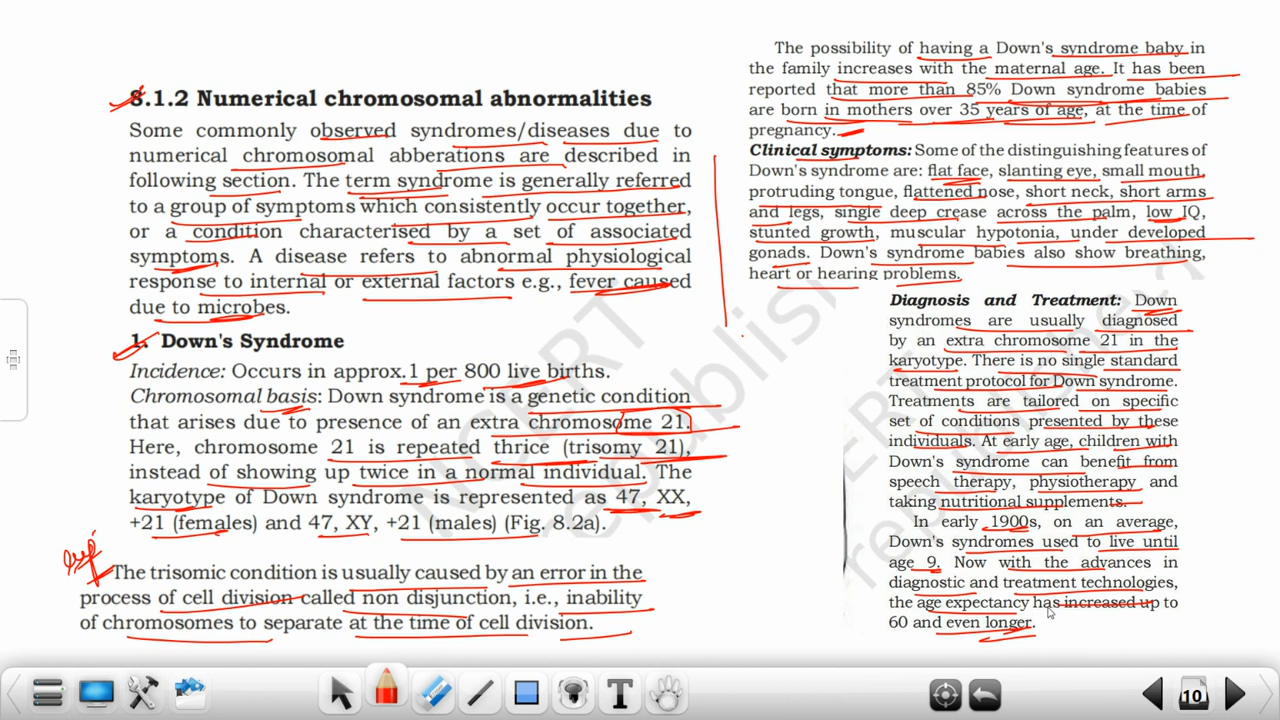 8.1.2 Numerical chromosomal abnormalities
Some commonly observed syndromes/diseases due to
numerical chromosomal abberations are described in
following section. The term syndrome is generally referred
to a group of symptoms which consistently occur together,
or a condition characterised by a set of associated
symptoms. A disease refers to abnormal physiological
response to internal or external factors e.g., fever caused
due to microbes.
1. Down's Syndrome
Incidence: Occurs in approx.1 per 800 live births.
Chromosomal basis: Down syndrome is a genetic condition
that arises due to presence of an extra chromosome 21.
Here, chromosome 21 is repeated thrice (trisomy 21),
instead of showing up twice in a normal individual. The
karyotype of Down syndrome is represented as 47, XX,
+21 (females) and 47, XY, +21 (males) (Fig. 8.2a).
The trisomic condition is usually caused by an error in the
process of cell division called non disjunction, i.e., inability
of chromosomes to separate at the time of cell division.
The possibility of having a Down's syndrome baby in
the family increases with the maternal age. It has been
reported that more than 85% Down syndrome babies
are born in mothers over 35 years of age, at the time of
pregnancy.
Clinical symptoms: Some of the distinguishing features of
Down's syndrome are: flat face, slanting eye, small mouth,
protruding tongue, flattened nose, short neck, short arms
and legs, single deep crease across the palm, low IQ,
stunted growth, muscular hypotonia, under developed
gonads. Down's syndrome babies also show breathing,
heart or hearing problems.
Diagnosis and Treatment: Down
syndromes are usually diagnosed
by an extra chromosome 21 in the
karyotype. There is no single standard
treatment protocol for Down syndrome.
Treatments are tailored on specific
set of conditions presented by these
individuals. At early age, children with
Down's syndrome can benefit from
speech therapy, physiotherapy and
taking nutritional supplements.
In early 1900s, on an average,
Down's syndromes used to live until
age 9. Now with the advances in
diagnostic and treatment technologies,
the age expectancy has increased up to
60 and even longer.
10